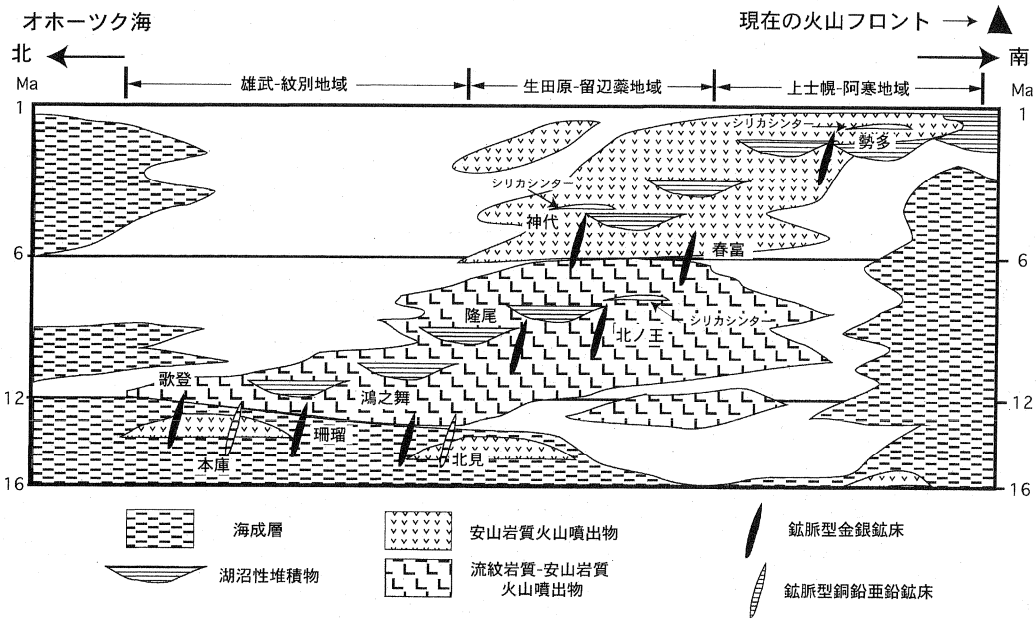 オホーツク海
現在の火山フロント → ▲
北
南
Ma
雄武-紋別地域
生田原-留辺蘂地域
上士幌-阿寒地域
Ma
1
1
シリカシンター
勢多
シリカシンター
神代
春富
6
6
隆尾
北ノ王
シリカシンター
歌登
鴻之舞
12
12
珊瑠
本庫
北見
16
16
海成層
安山岩質火山噴出物
鉱脈型金銀鉱床
湖沼性堆積物
流紋岩質-安山岩質
火山噴出物
鉱脈型銅鉛亜鉛鉱床